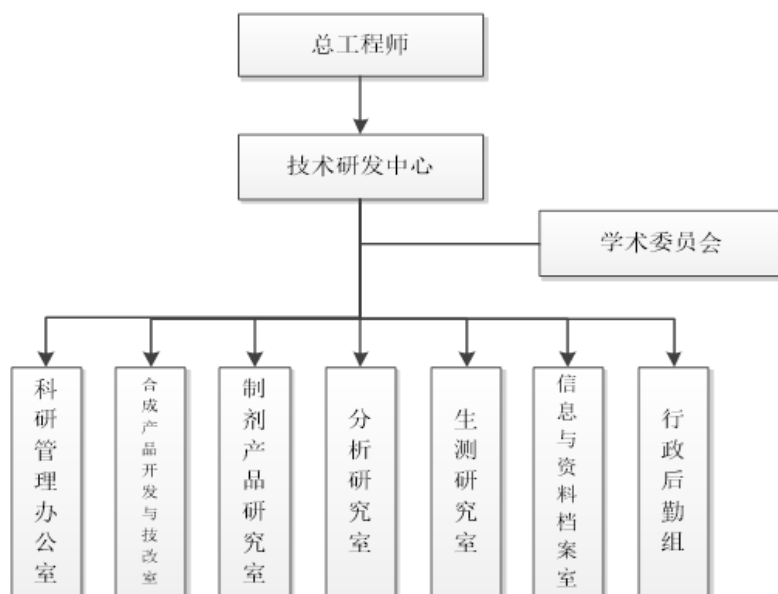 总工程师
技术研发中心
学术委员会
科研管理办公室
合成产品开发与技改室
制剂产品研究室
分析研究室
生测研究室
信息与资料档案室
行政后勤组